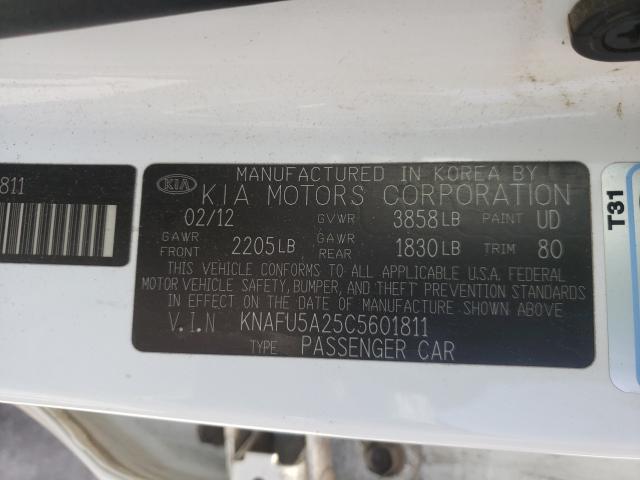 811
MANUFACTURED IN KOREA BY
KIA KIA MOTORS CORPORATION
02/12 GVWR 3858LB PAINT UD
GAWR FRONT 2205LB GAWR REAR 1830LB TRIM 80
THIS VEHICLE CONFORMS TO ALL APPLICABLE U.S.A. FEDERAL
MOTOR VEHICLE SAFETY, BUMPER, AND THEFT PREVENTION STANDARDS
IN EFFECT ON THE DATE OF MANUFACTURE SHOWN ABOVE.
V.I.N KNAFU5A25C5601811
TYPE PASSENGER CAR
T31